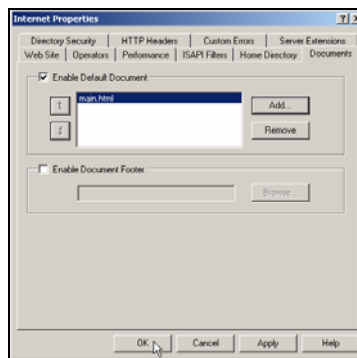 Internet Properties
Directory Security HTTP Headers Custom Errors Server Extensions
Web Site Operators Performance ISAPI Filters Home Directory Documents
Enable Default Document
main.html
Add...
Remove
Enable Document Footer
Browse...
OK Cancel Apply Help